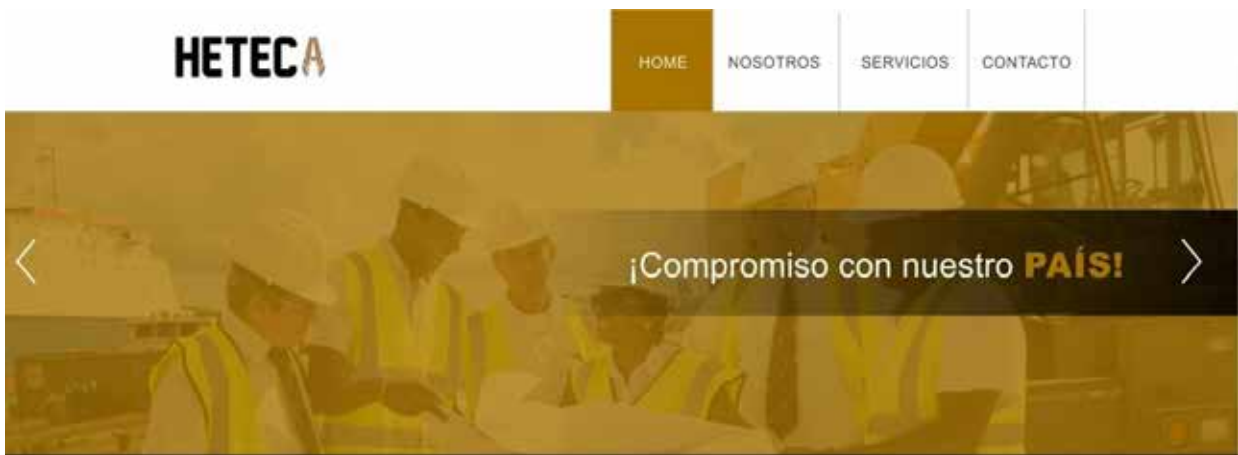 HETECA
HOME NOSOTROS SERVICIOS CONTACTO
¡Compromiso con nuestro PAÍS!